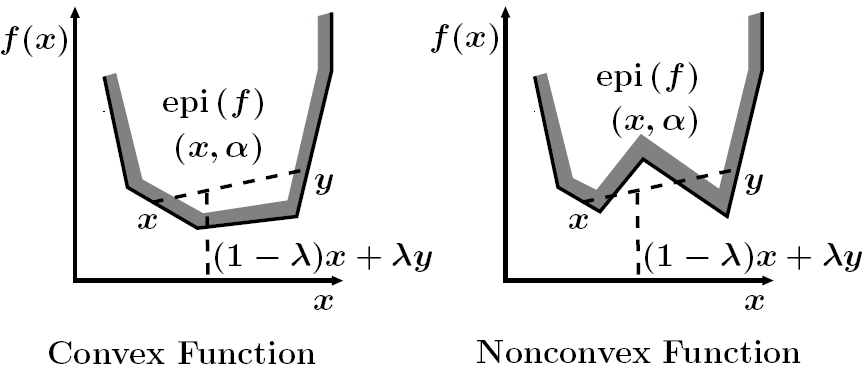 f(x)
epi (f)
(x, α)
x
y
(1 − λ)x + λy
x
Convex Function
f(x)
epi (f)
(x, α)
x
y
(1 − λ)x + λy
x
Nonconvex Function